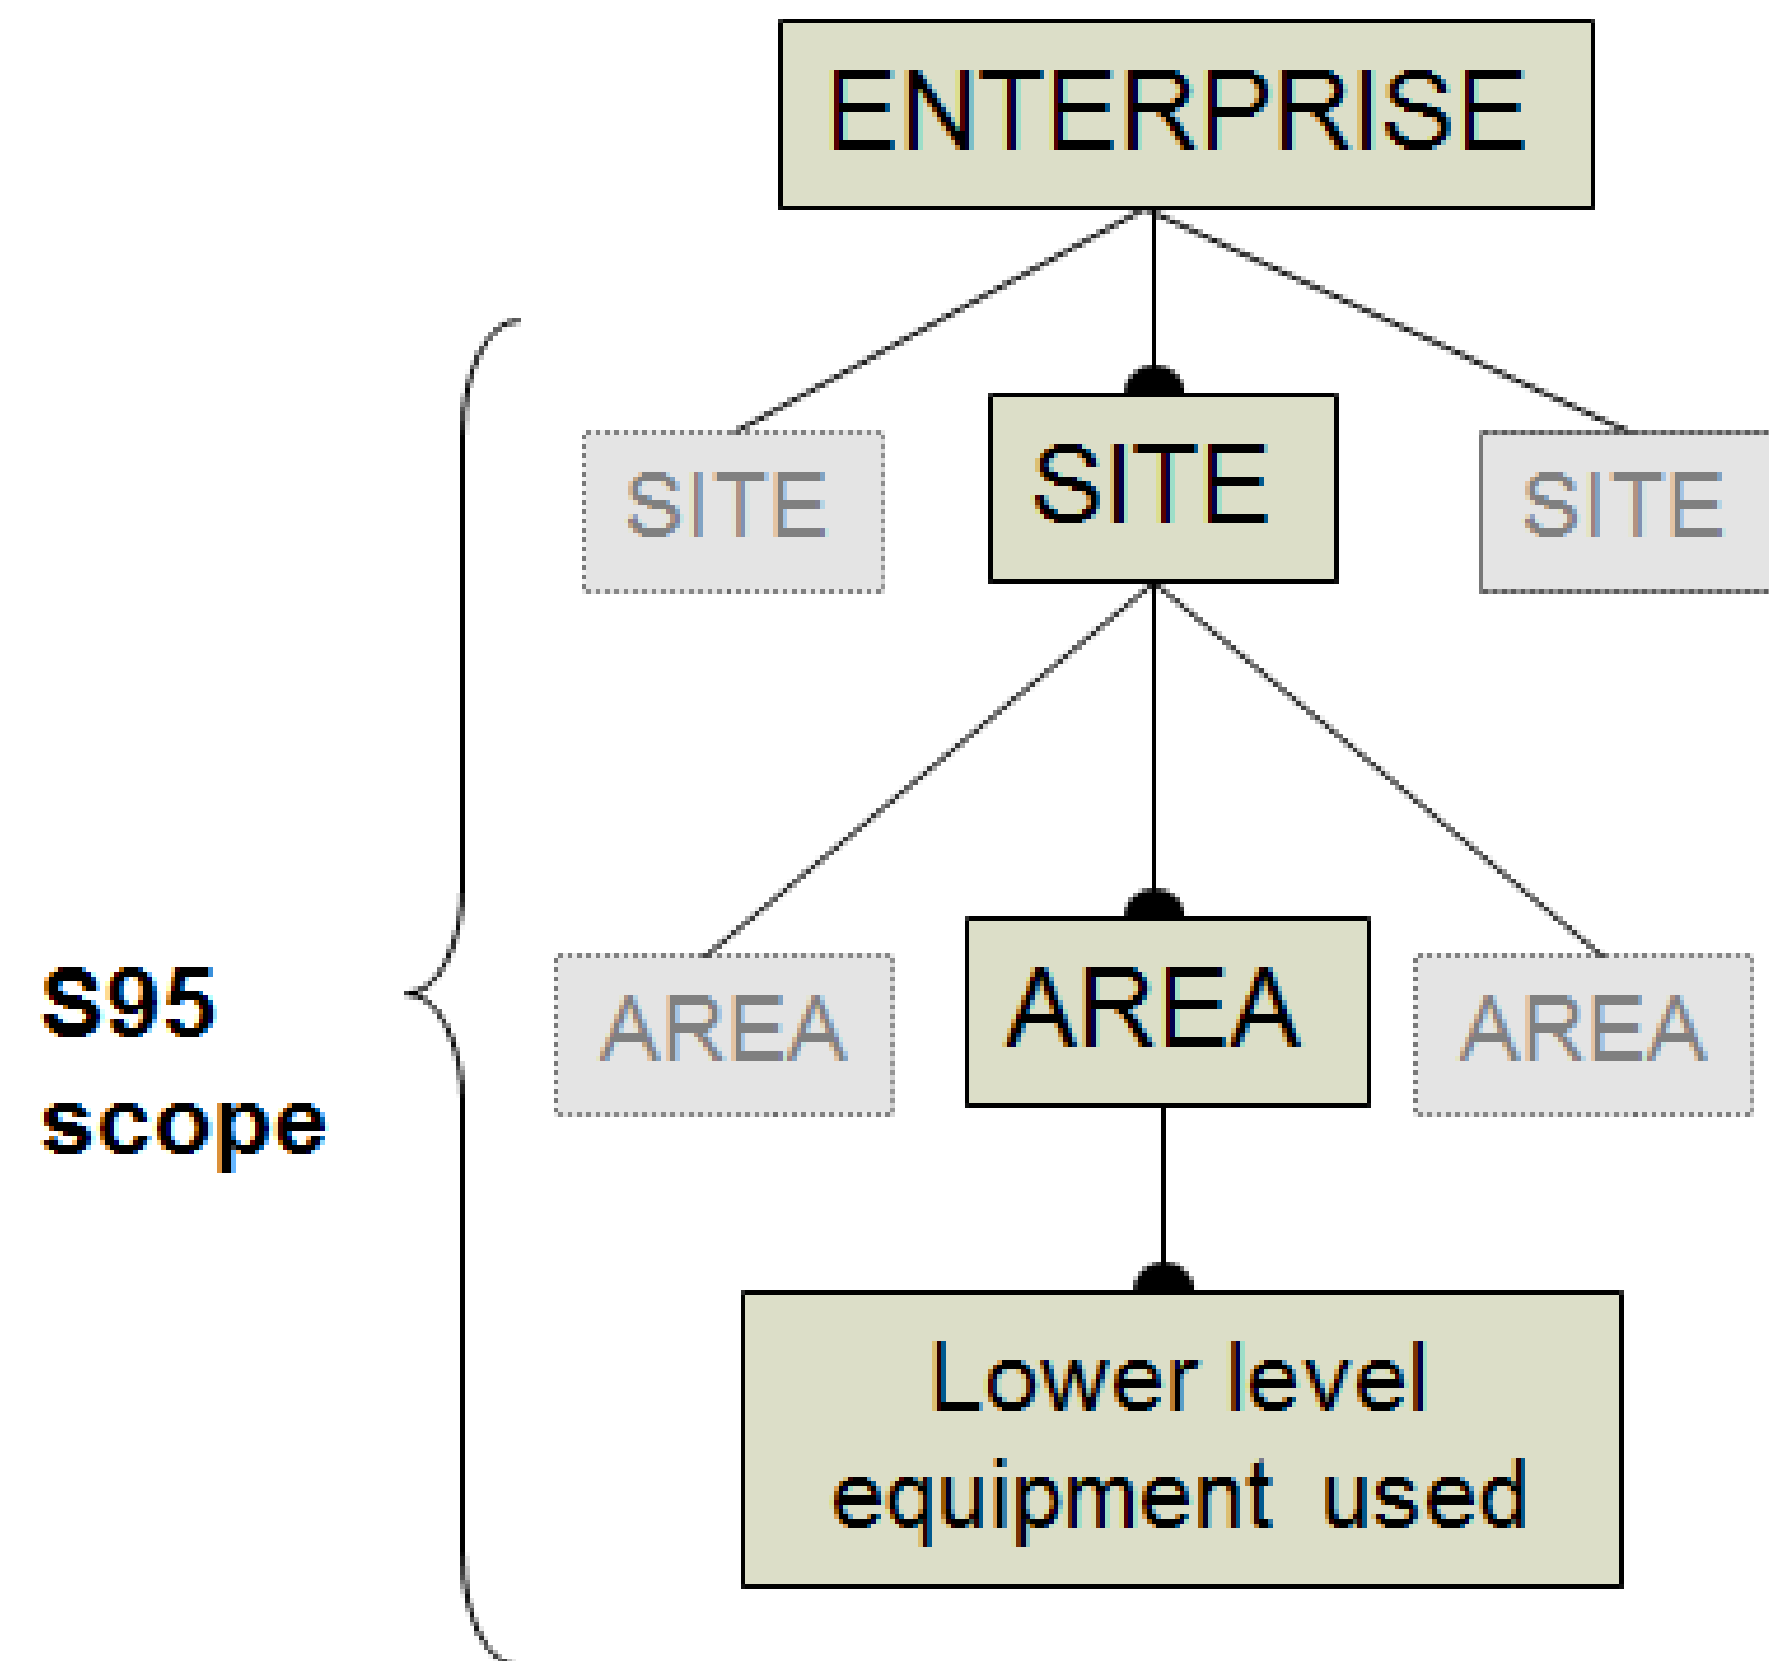 ENTERPRISE
SITE
SITE
SITE
S95
scope
AREA
AREA
AREA
Lower level
equipment used